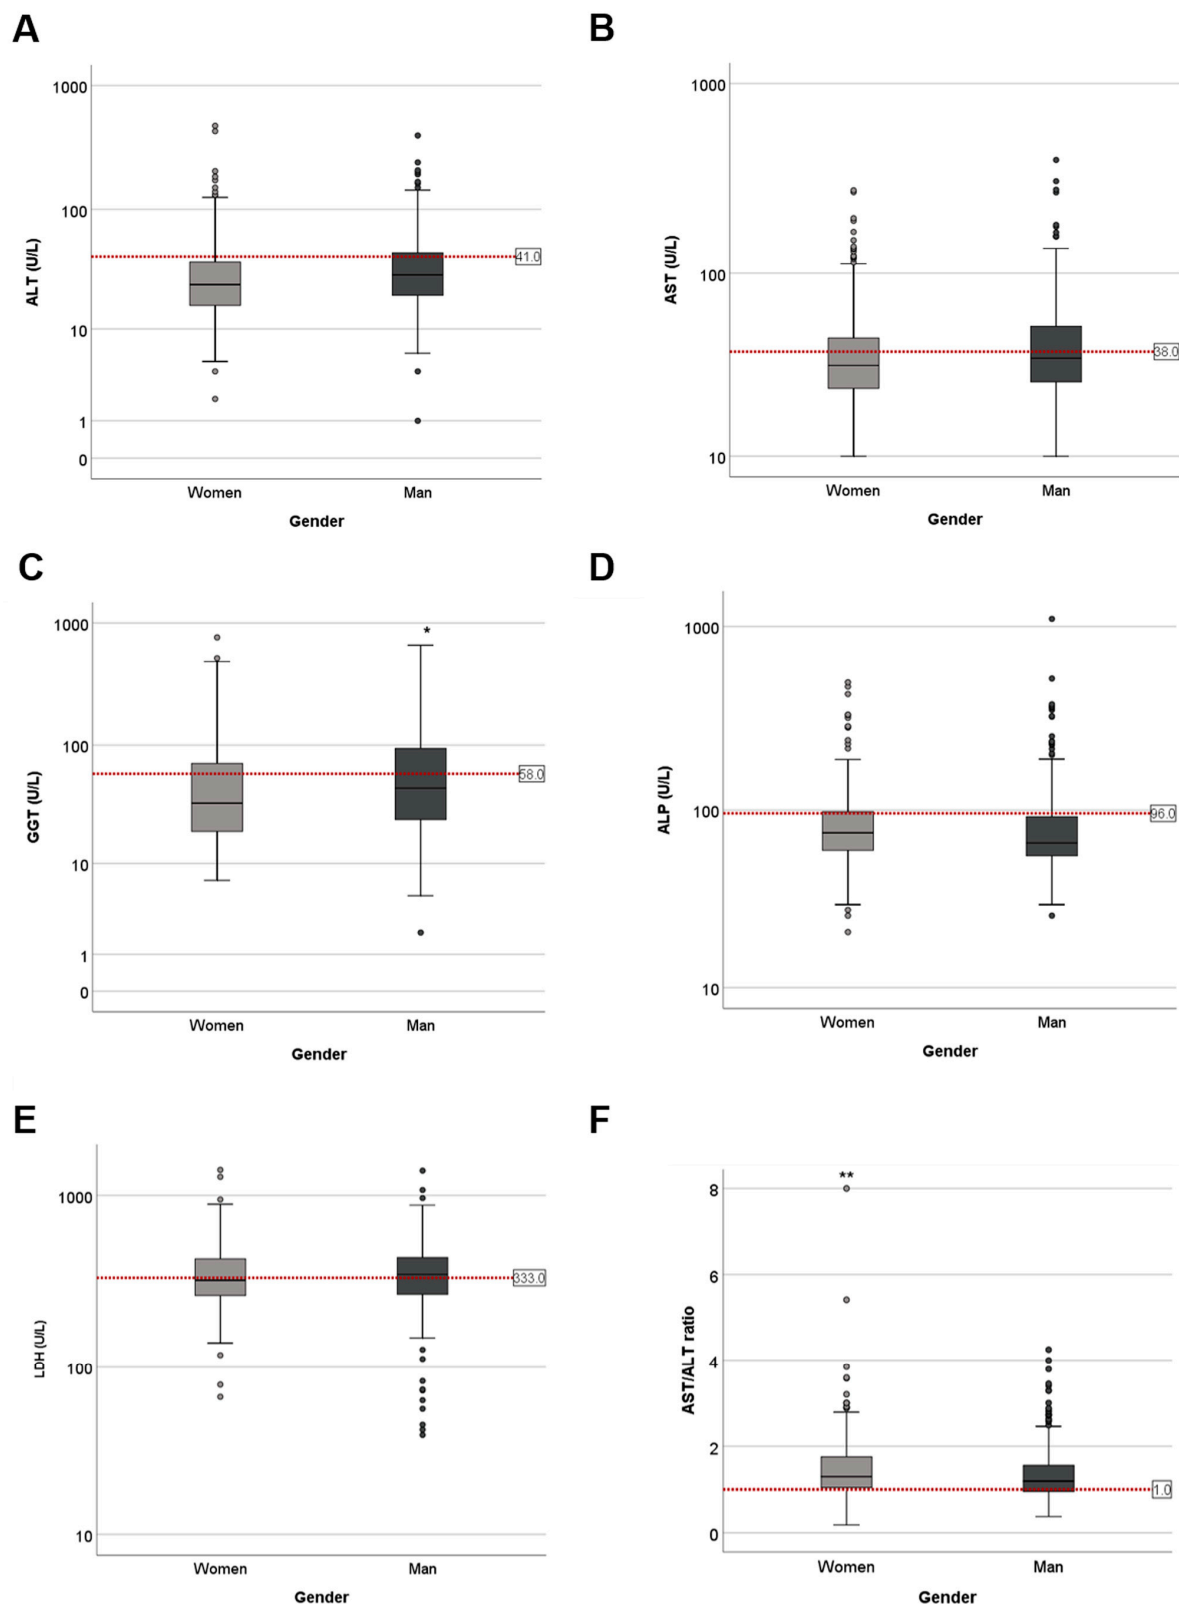 A
1000
100
10
1
0
ALT (U/L)
41.0
Women
Man
Gender
B
1000
100
10
AST (U/L)
38.0
Women
Man
Gender
C
1000
100
10
1
0
GGT (U/L)
*
58.0
Women
Man
Gender
D
1000
100
10
ALP (U/L)
96.0
Women
Man
Gender
E
1000
100
10
LDH (U/L)
333.0
Women
Man
Gender
F
8
6
4
2
0
AST/ALT ratio
**
1.0
Women
Man
Gender